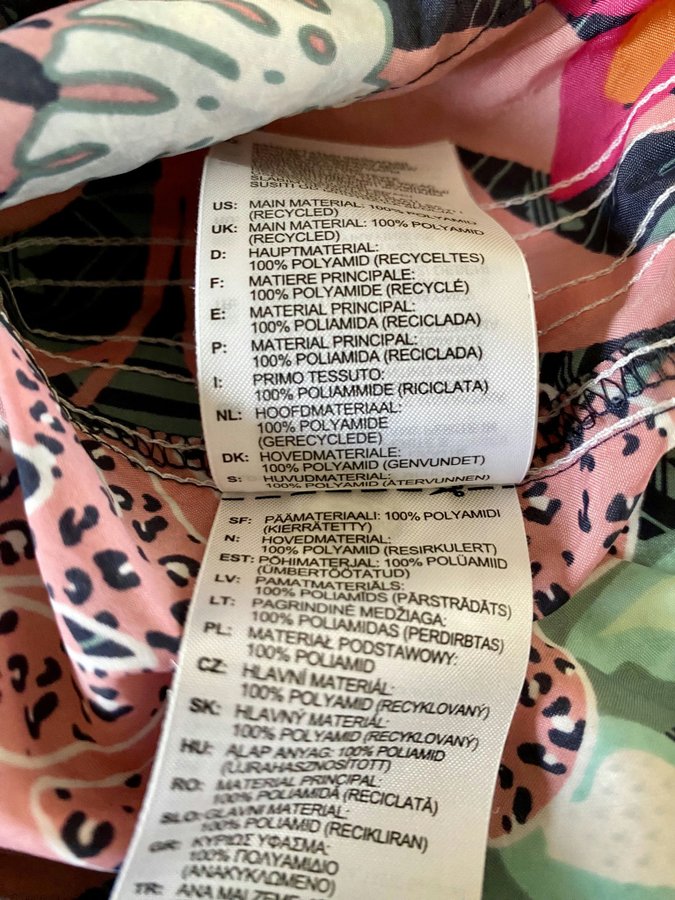 SUSITI
US: MAIN MATERIAL: 100% POLYAMID
(RECYCLED)
UK: MAIN MATERIAL: 100% POLYAMID
(RECYCLED)
D: HAUPTMATERIAL:
100% POLYAMID (RECYCELTES)
F: MATIERE PRINCIPALE:
100% POLYAMIDE (RECYCLÉ)
E: MATERIAL PRINCIPAL:
100% POLIAMIDA (RECICLADA)
P: MATERIAL PRINCIPAL:
100% POLIAMIDA (RECICLADA)
I: PRIMO TESSUTO:
100% POLIAMMIDE (RICICLATA)
NL: HOOFDMATERIAAL:
100% POLYAMIDE
(GERECYCLEDE)
DK: HOVEDMATERIALE:
100% POLYAMID (GENVUNDET)
S: HUVUDMATERIAL:
100% POLYAMID (ÅTERVUNNEN)
SF: PÄÄMATERIAALI: 100% POLYAMIDI
(KIERRÄTETTY)
N: HOVEDMATERIAL:
100% POLYAMID (RESIRKULERT)
EST: PÕHIMATERJAL: 100% POLÜAMIID
(ÜMBERTÖÖTATUD)
LV: PAMATMATERIĀLS:
100% POLIAMĪDS (PĀRSTRĀDĀTS)
LT: PAGRINDINĖ MEDŽIAGA:
100% POLIAMIDAS (PERDIRBTAS)
PL: MATERIAŁ PODSTAWOWY:
100% POLIAMID
CZ: HLAVNÍ MATERIÁL:
100% POLYAMID (RECYKLOVANÝ)
SK: HLAVNÝ MATERIÁL:
100% POLYAMID (RECYKLOVANÝ)
HU: ALAP ANYAG: 100% POLIAMID
(ÚJRAHASZNOSÍTOTT)
RO: MATERIAL PRINCIPAL:
100% POLIAMIDĂ (RECICLATĂ)
SLO: GLAVNI MATERIAL:
100% POLIAMID (RECIKLIRAN)
GR: ΚΥΡΙΩΣ ΥΦΑΣΜΑ:
100% ΠΟΛΥΑΜΙΔΙΟ
(ΑΝΑΚΥΚΛΩΜΕΝΟ)
TR: ANA MALZEME: